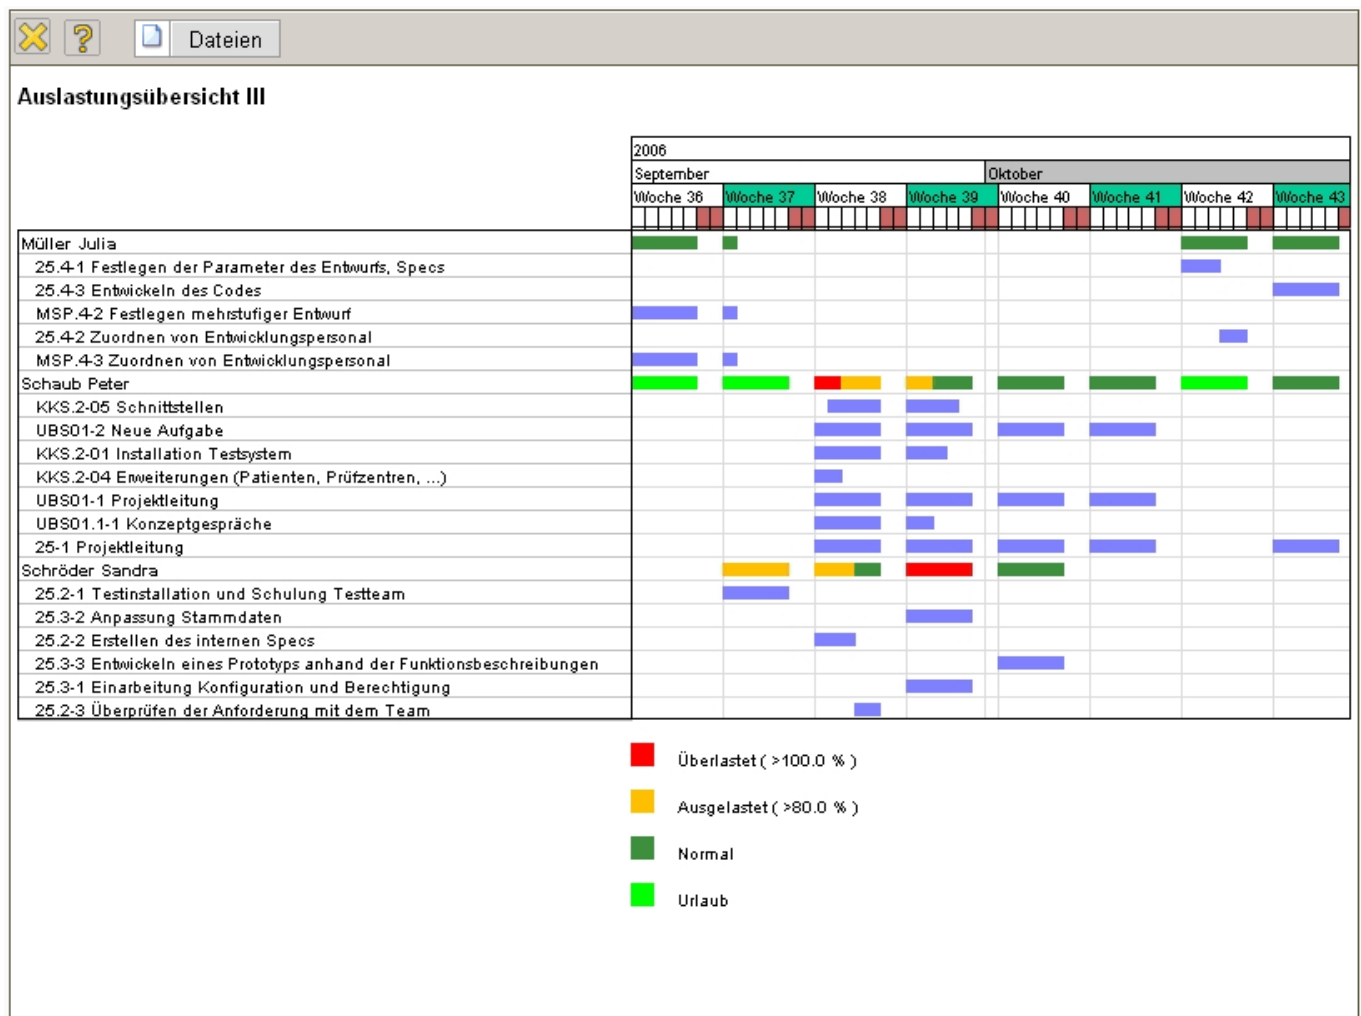 Dateien
Auslastungsübersicht III
2006
September Oktober
Woche 36 Woche 37 Woche 38 Woche 39 Woche 40 Woche 41 Woche 42 Woche 43
Müller Julia
25.4-1 Festlegen der Parameter des Entwurfs, Specs
25.4-3 Entwickeln des Codes
MSP.4-2 Festlegen mehrstufiger Entwurf
25.4-2 Zuordnen von Entwicklungspersonal
MSP.4-3 Zuordnen von Entwicklungspersonal
Schaub Peter
KKS.2-05 Schnittstellen
UBS01-2 Neue Aufgabe
KKS.2-01 Installation Testsystem
KKS.2-04 Erweiterungen (Patienten, Prüfzentren, ...)
UBS01-1 Projektleitung
UBS01.1-1 Konzeptgespräche
25-1 Projektleitung
Schröder Sandra
25.2-1 Testinstallation und Schulung Testteam
25.3-2 Anpassung Stammdaten
25.2-2 Erstellen des internen Specs
25.3-3 Entwickeln eines Prototyps anhand der Funktionsbeschreibungen
25.3-1 Einarbeitung Konfiguration und Berechtigung
25.2-3 Überprüfen der Anforderung mit dem Team
Überlastet ( >100.0 % )
Ausgelastet ( >80.0 % )
Normal
Urlaub